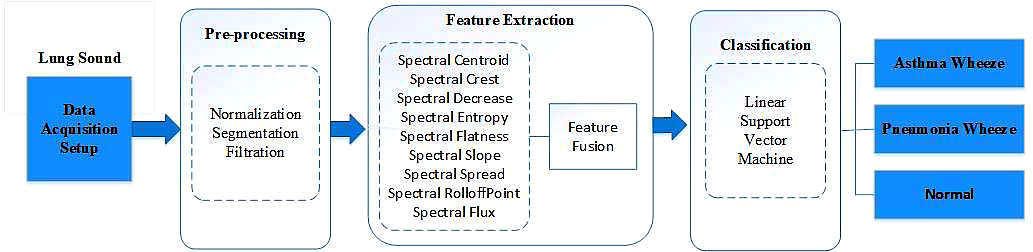 Lung Sound
Data
Acquisition
Setup
Pre-processing
Normalization
Segmentation
Filtration
Feature Extraction
Spectral Centroid
Spectral Crest
Spectral Decrease
Spectral Entropy
Spectral Flatness
Spectral Slope
Spectral Spread
Spectral RolloffPoint
Spectral Flux
Feature
Fusion
Classification
Linear
Support
Vector
Machine
Asthma Wheeze
Pneumonia Wheeze
Normal